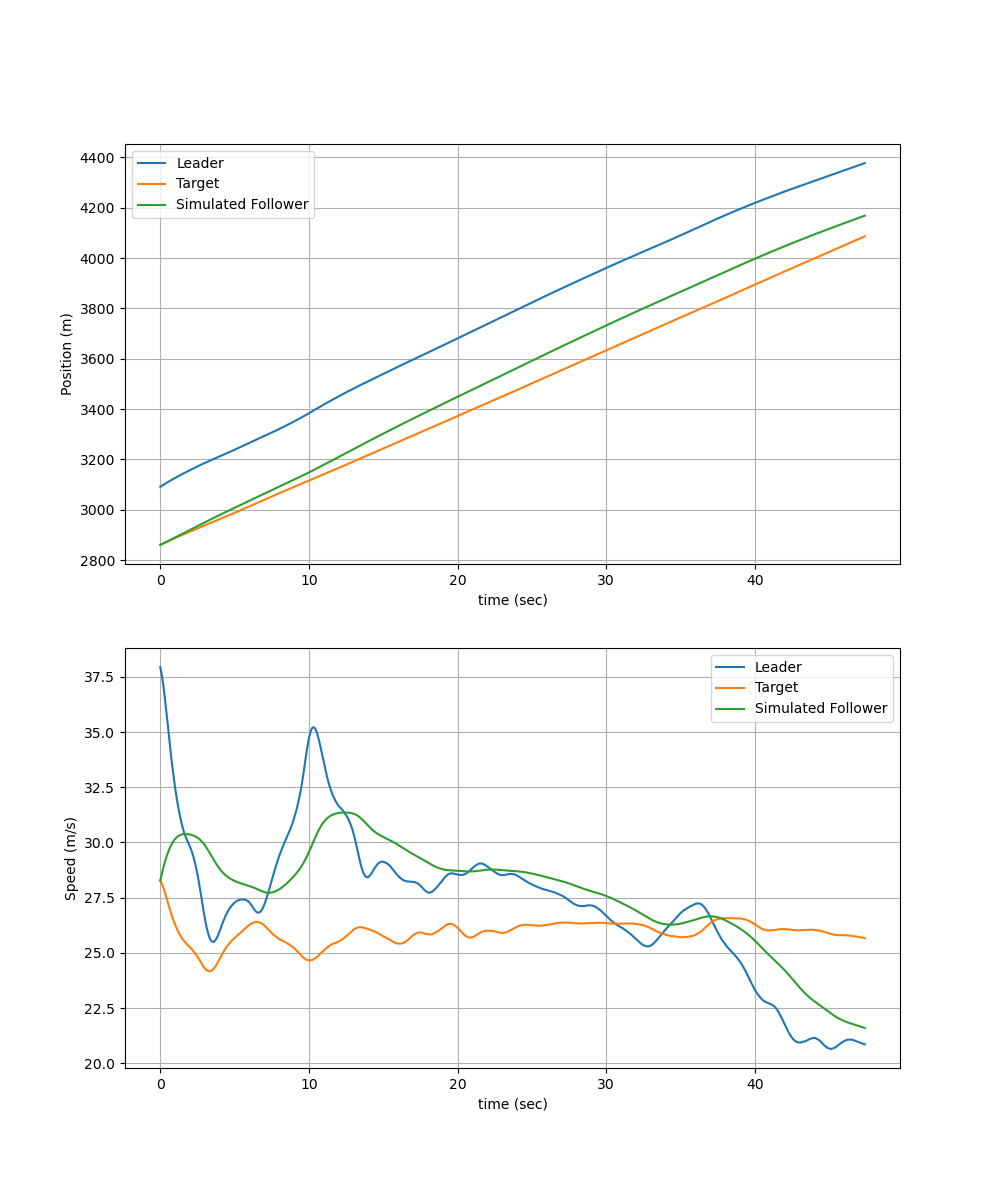 4400
4200
4000
3800
3600
3400
3200
3000
2800
Position (m)
Leader
Target
Simulated Follower
0 10 20 30 40
time (sec)
37.5
35.0
32.5
30.0
27.5
25.0
22.5
20.0
Speed (m/s)
Leader
Target
Simulated Follower
0 10 20 30 40
time (sec)